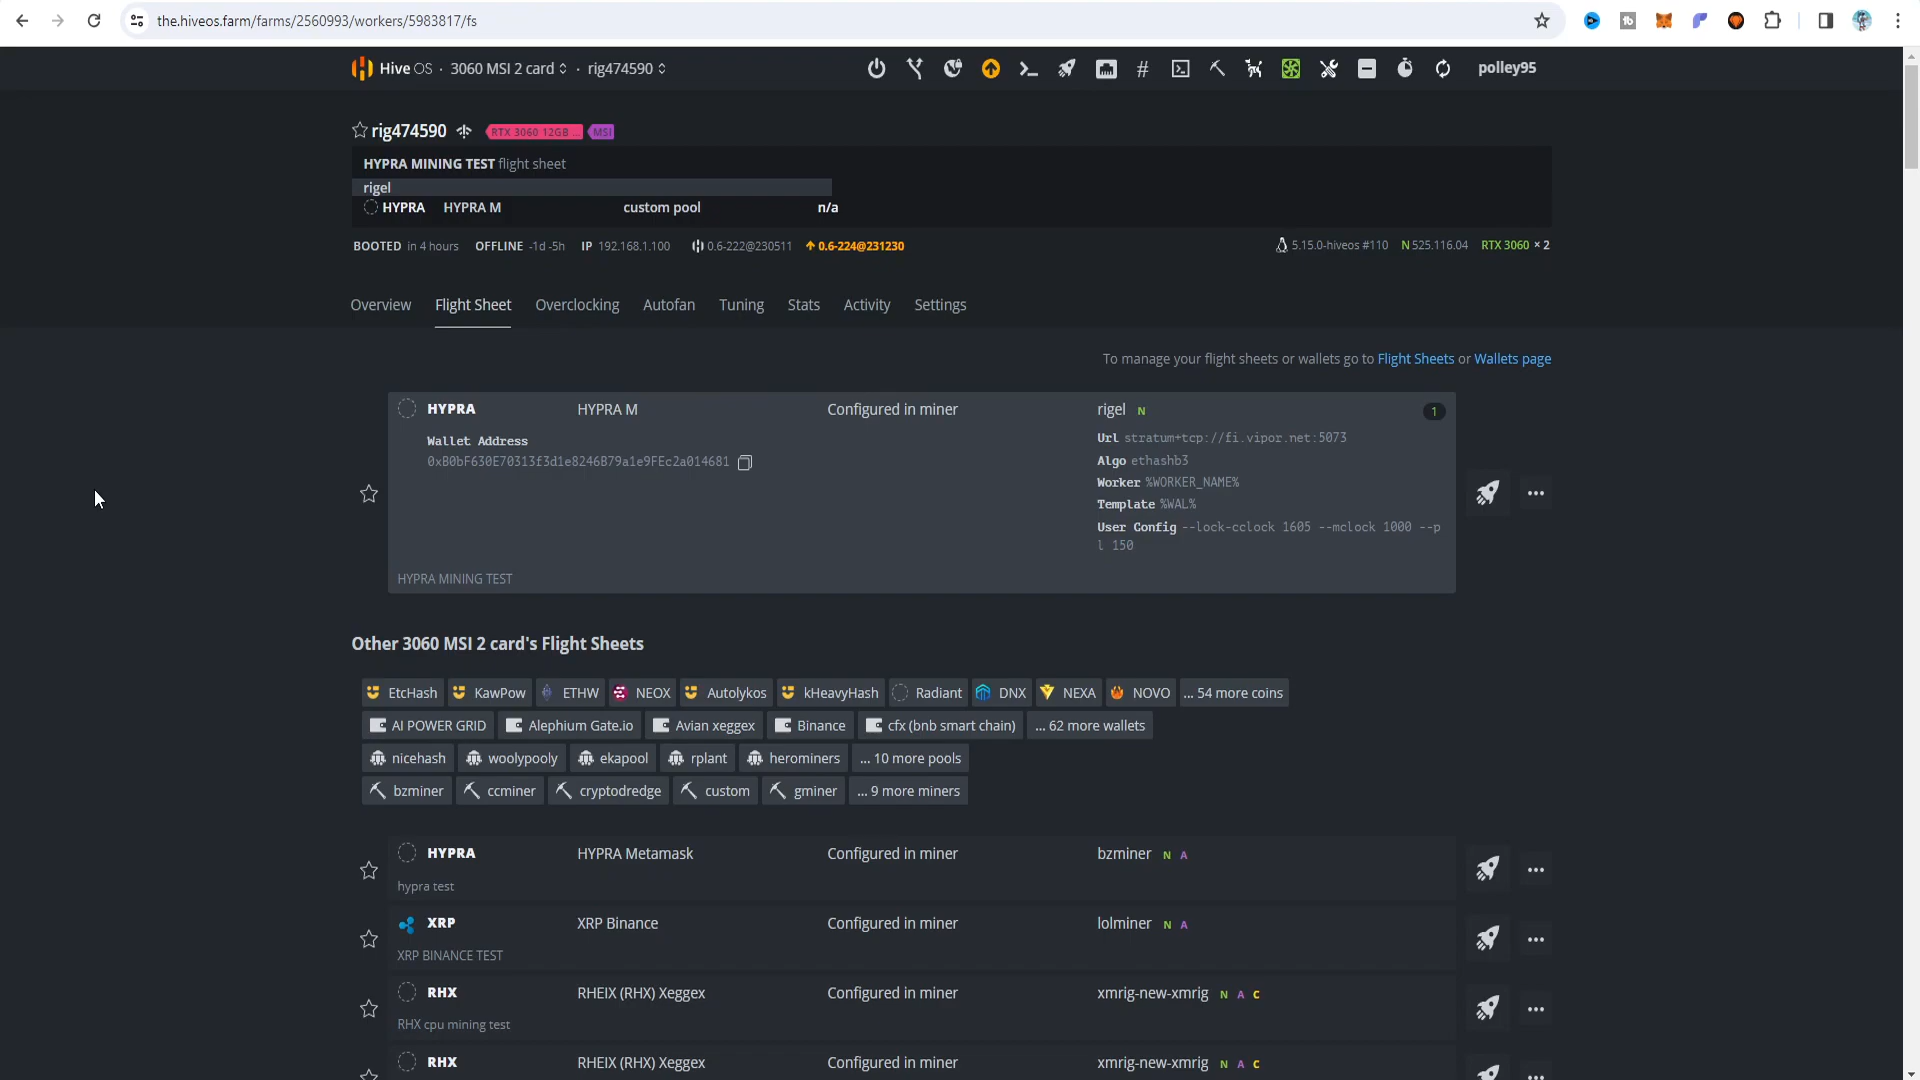 the.hiveos.farm/farms/2560993/workers/5983817/fs
Hive OS · 3060 MSI 2 card · rig474590
polley95
rig474590 RTX 3060 12GB ... MSI
HYPRA MINING TEST flight sheet
rigel
HYPRA HYPRA M custom pool n/a
BOOTED in 4 hours OFFLINE -1d -5h IP 192.168.1.100 0.6-222@230511 0.6-224@231230 5.15.0-hiveos #110 N 525.116.04 RTX 3060 × 2
Overview Flight Sheet Overclocking Autofan Tuning Stats Activity Settings
To manage your flight sheets or wallets go to Flight Sheets or Wallets page
HYPRA HYPRA M Configured in miner rigel N 1
Wallet Address
0xB0bF630E70313f3d1e8246B79a1e9FEc2a014681
Url stratum+tcp://fi.vipor.net:5073
Algo ethashb3
Worker %WORKER_NAME%
Template %WAL%
User Config --lock-cclock 1605 --mclock 1000 --p
l 150
HYPRA MINING TEST
Other 3060 MSI 2 card's Flight Sheets
EtcHash KawPow ETHW NEOX Autolykos kHeavyHash Radiant DNX NEXA NOVO ... 54 more coins
AI POWER GRID Alephium Gate.io Avian xeggex Binance cfx (bnb smart chain) ... 62 more wallets
nicehash woolypooly ekapool rplant herominers ... 10 more pools
bzminer ccminer cryptodredge custom gminer ... 9 more miners
HYPRA HYPRA Metamask Configured in miner bzminer N A
hypra test
XRP XRP Binance Configured in miner lolminer N A
XRP BINANCE TEST
RHX RHEIX (RHX) Xeggex Configured in miner xmrig-new-xmrig N A C
RHX cpu mining test
RHX RHEIX (RHX) Xeggex Configured in miner xmrig-new-xmrig N A C